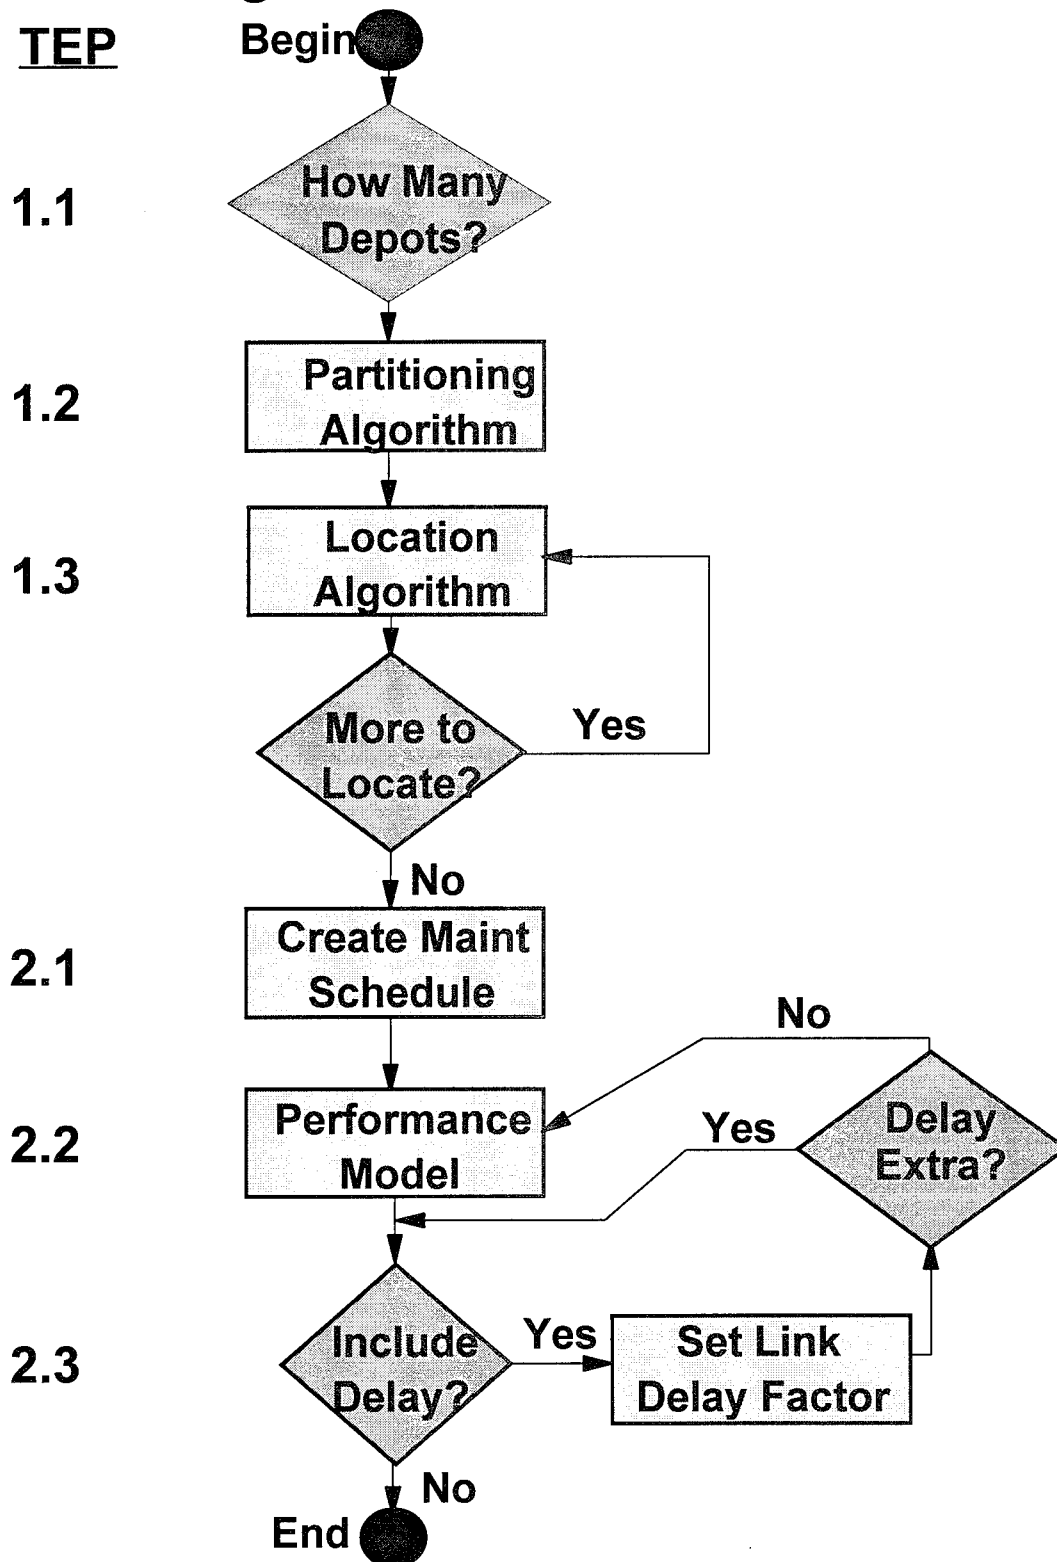 TEP
Begin
1.1
How Many
Depots?
1.2
Partitioning
Algorithm
1.3
Location
Algorithm
More to
Locate?
Yes
No
2.1
Create Maint
Schedule
No
2.2
Performance
Model
Yes
Delay
Extra?
2.3
Include
Delay?
Yes
Set Link
Delay Factor
No
End